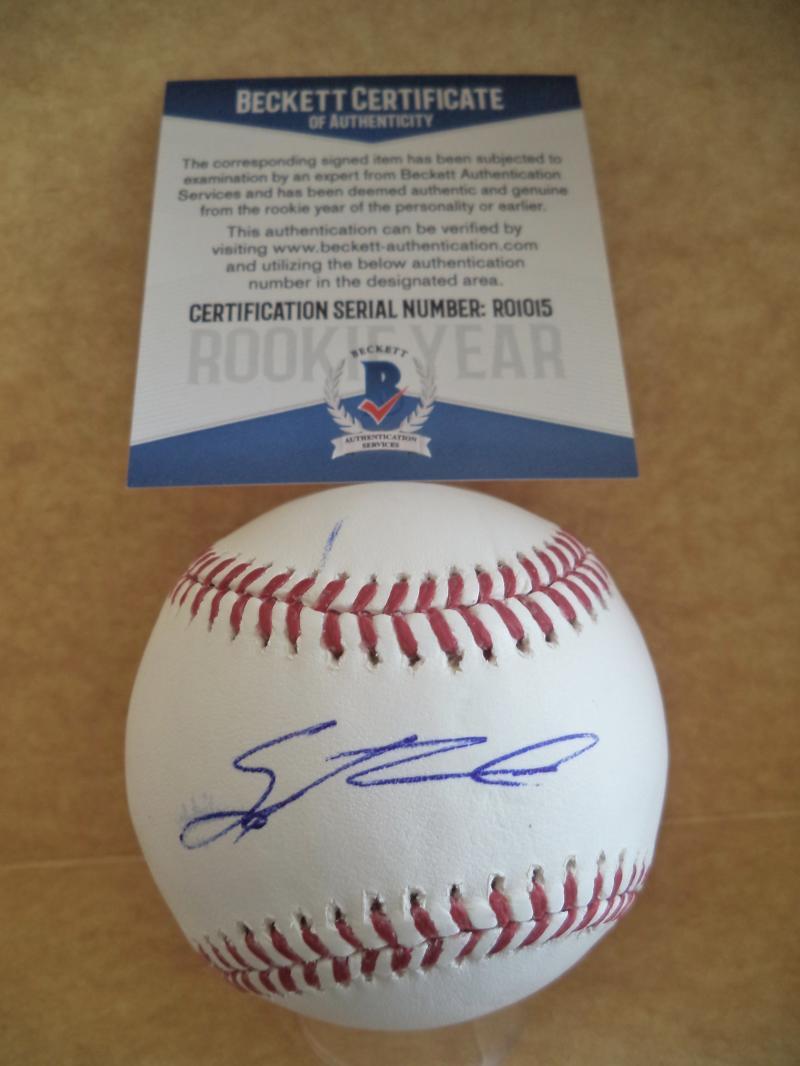 BECKETT CERTIFICATE
OF AUTHENTICITY
The corresponding signed item has been subjected to
examination by an expert from Beckett Authentication
Services and has been deemed authentic and genuine
from the rookie year of the personality or earlier.
This authentication can be verified by
visiting www.beckett-authentication.com
and utilizing the below authentication
number in the designated area.
CERTIFICATION SERIAL NUMBER: R01015
ROOKIE YEAR
BECKETT
B
AUTHENTICATION
SERVICES